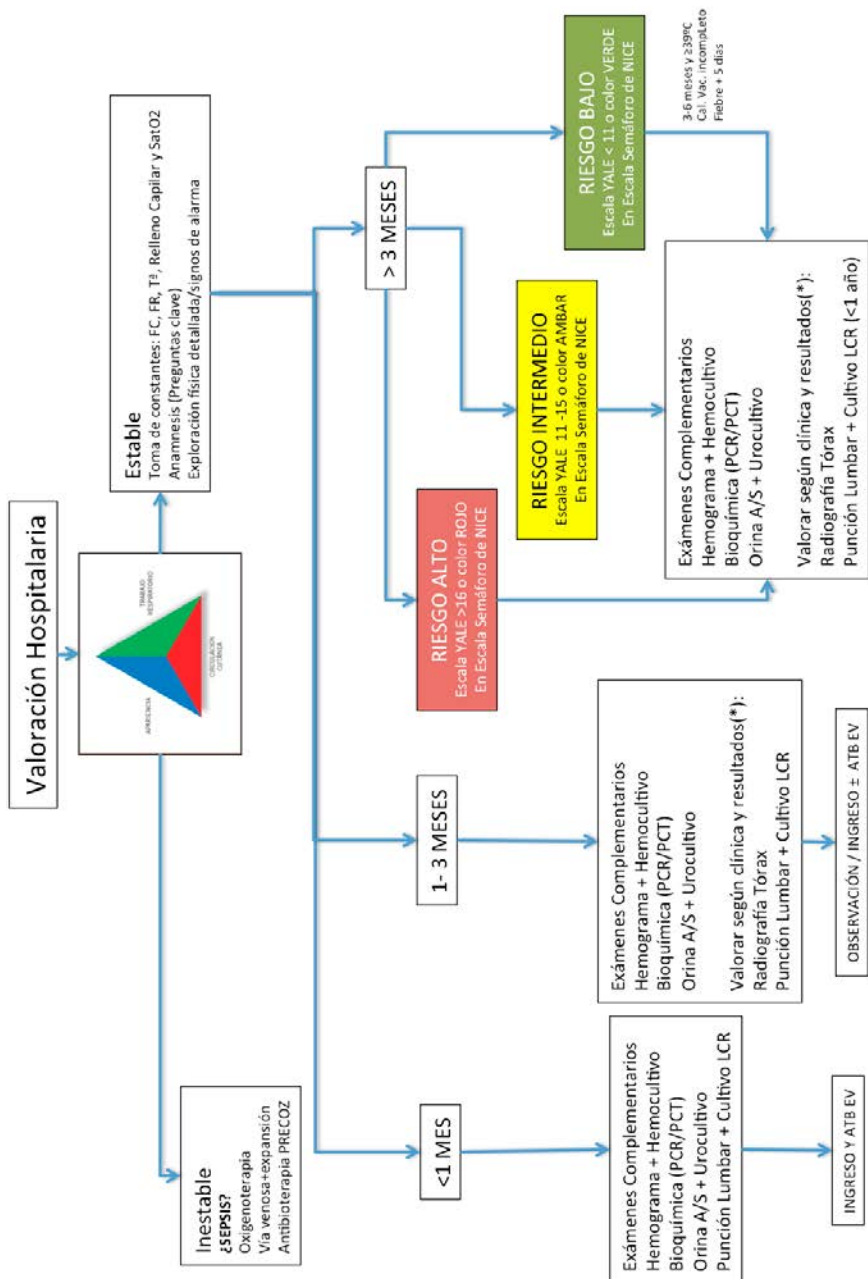 Valoración Hospitalaria
APARIENCIA
TRABAJO
RESPIRATORIO
CIRCULACIÓN
CUTÁNEA
Inestable
¿SEPSIS?
Oxigenoterapia
Vía venosa+expansión
Antibioterapia PRECOZ
Estable
Toma de constantes: FC, FR, Tª, Relleno Capilar y SatO2
Anamnesis (Preguntas clave)
Exploración física detallada/signos de alarma
<1 MES
1- 3 MESES
> 3 MESES
RIESGO ALTO
Escala YALE >16 o color ROJO
En Escala Semáforo de NICE
RIESGO INTERMEDIO
Escala YALE 11 -15 o color AMBAR
En Escala Semáforo de NICE
RIESGO BAJO
Escala YALE < 11 o color VERDE
En Escala Semáforo de NICE
3-6 meses y ≥39ºC
Cal. Vac. incompLeto
Fiebre + 5 días
Exámenes Complementarios
Hemograma + Hemocultivo
Bioquímica (PCR/PCT)
Orina A/S + Urocultivo
Punción Lumbar + Cultivo LCR
Exámenes Complementarios
Hemograma + Hemocultivo
Bioquímica (PCR/PCT)
Orina A/S + Urocultivo
Valorar según clínica y resultados(*):
Radiografía Tórax
Punción Lumbar + Cultivo LCR
Exámenes Complementarios
Hemograma + Hemocultivo
Bioquímica (PCR/PCT)
Orina A/S + Urocultivo
Valorar según clínica y resultados(*):
Radiografía Tórax
Punción Lumbar + Cultivo LCR (<1 año)
INGRESO Y ATB EV
OBSERVACIÓN / INGRESO ± ATB EV